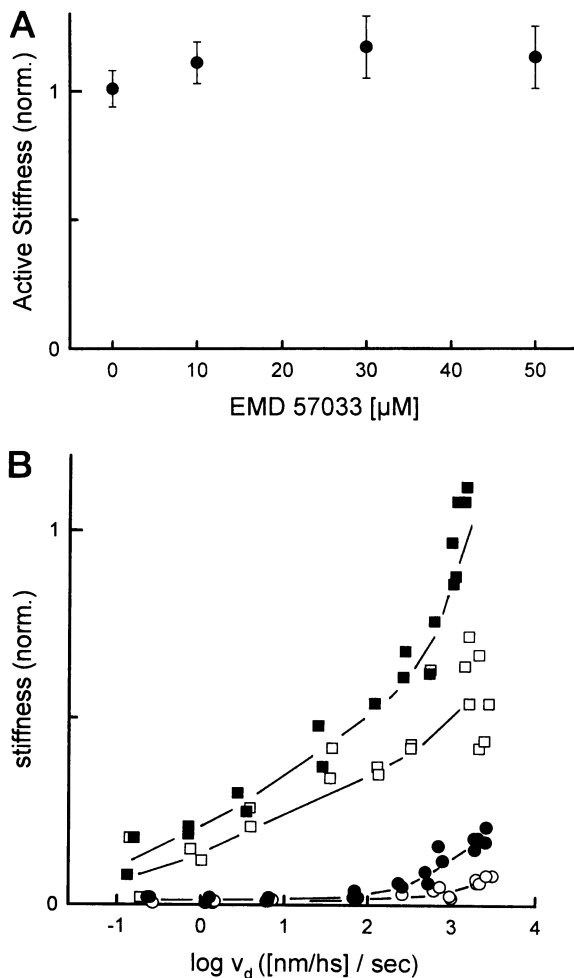 A
Active Stiffness (norm.)
1
0
0 10 20 30 40 50
EMD 57033 [µM]
B
stiffness (norm.)
1
0
-1 0 1 2 3 4
log v_d ([nm/hs] / sec)